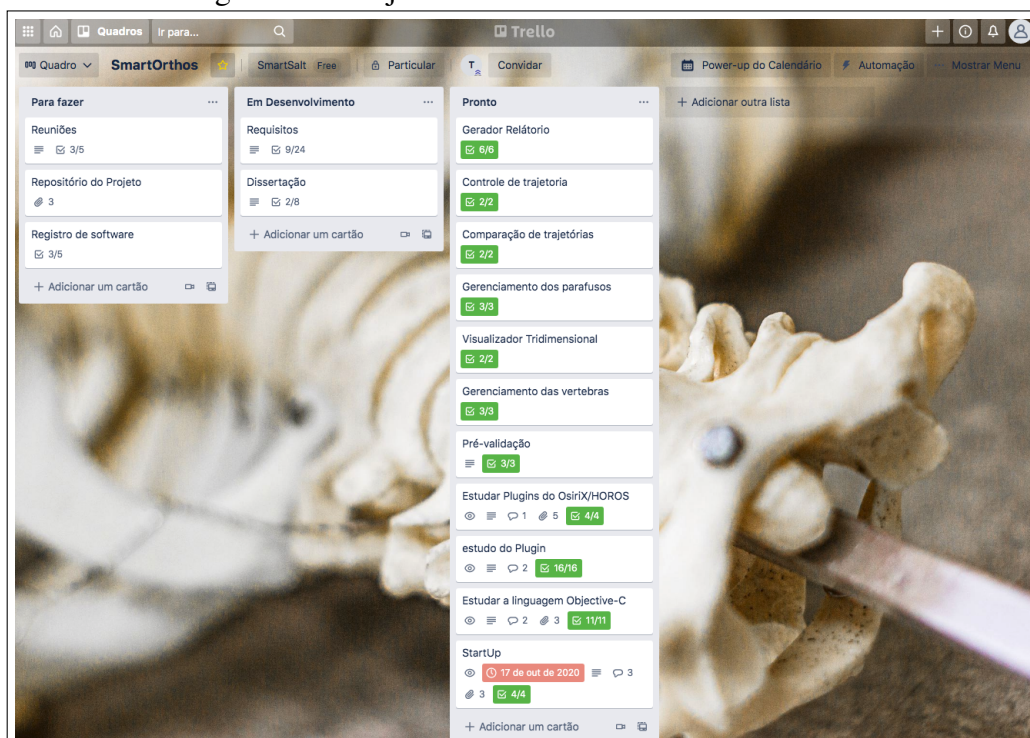 Quadros Ir para... Trello
Quadro SmartOrthos SmartSalt Free Particular T Convidar Power-up do Calendário Automação ... Mostrar Menu
Para fazer ...
Reuniões
3/5
Repositório do Projeto
3
Registro de software
3/5
+ Adicionar um cartão
Em Desenvolvimento ...
Requisitos
9/24
Dissertação
2/8
+ Adicionar um cartão
Pronto ...
Gerador Relátorio
6/6
Controle de trajetoria
2/2
Comparação de trajetórias
2/2
Gerenciamento dos parafusos
3/3
Visualizador Tridimensional
2/2
Gerenciamento das vertebras
3/3
Pré-validação
3/3
Estudar Plugins do OsiriX/HOROS
1 5 4/4
estudo do Plugin
2 16/16
Estudar a linguagem Objective-C
2 3 11/11
StartUp
17 de out de 2020 3
3 4/4
+ Adicionar um cartão
+ Adicionar outra lista